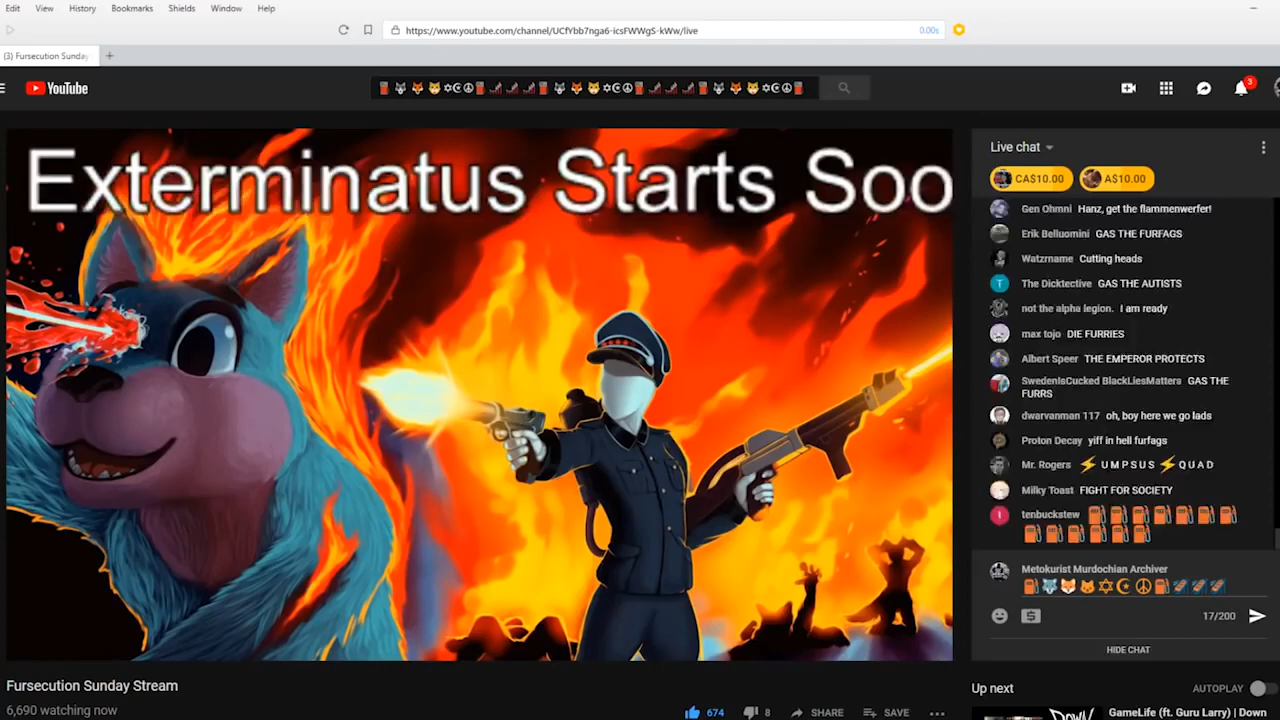 Edit View History Bookmarks Shields Window Help
https://www.youtube.com/channel/UCfYbb7nga6-icsFWWgS-kWw/live 0.00s
(3) Fursecution Sunday
YouTube
3
Exterminatus Starts Soo
Live chat
CA$10.00 A$10.00
Gen Ohmni Hanz, get the flammenwerfer!
Erik Belluomini GAS THE FURFAGS
Watzrname Cutting heads
The Dicktective GAS THE AUTISTS
not the alpha legion. I am ready
max tojo DIE FURRIES
Albert Speer THE EMPEROR PROTECTS
SwedenIsCucked BlackLiesMatters GAS THE
FURRS
dwarvanman 117 oh, boy here we go lads
Proton Decay yiff in hell furfags
Mr. Rogers ⚡ U M P S U S ⚡ Q U A D
Milky Toast FIGHT FOR SOCIETY
tenbuckstew
Metokurist Murdochian Archiver
17/200
HIDE CHAT
Fursecution Sunday Stream
6,690 watching now
674 8 SHARE SAVE
Up next AUTOPLAY
GameLife (ft. Guru Larry) | Down
DOWN